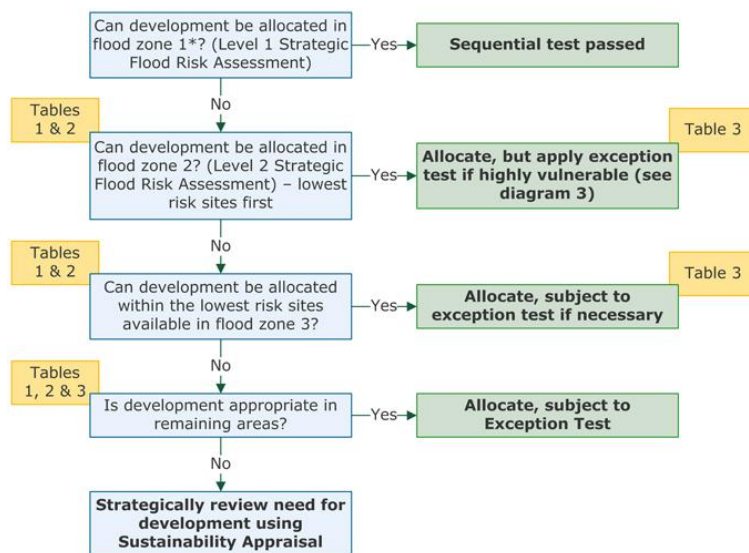 Can development be allocated in
flood zone 1*? (Level 1 Strategic
Flood Risk Assessment)
Yes
Sequential test passed
No
Tables
1 & 2
Can development be allocated in
flood zone 2? (Level 2 Strategic
Flood Risk Assessment) – lowest
risk sites first
Yes
Table 3
Allocate, but apply exception
test if highly vulnerable (see
diagram 3)
No
Tables
1 & 2
Can development be allocated
within the lowest risk sites
available in flood zone 3?
Yes
Table 3
Allocate, subject to
exception test if necessary
No
Tables
1, 2 & 3
Is development appropriate in
remaining areas?
Yes
Allocate, subject to
Exception Test
No
Strategically review need for
development using
Sustainability Appraisal